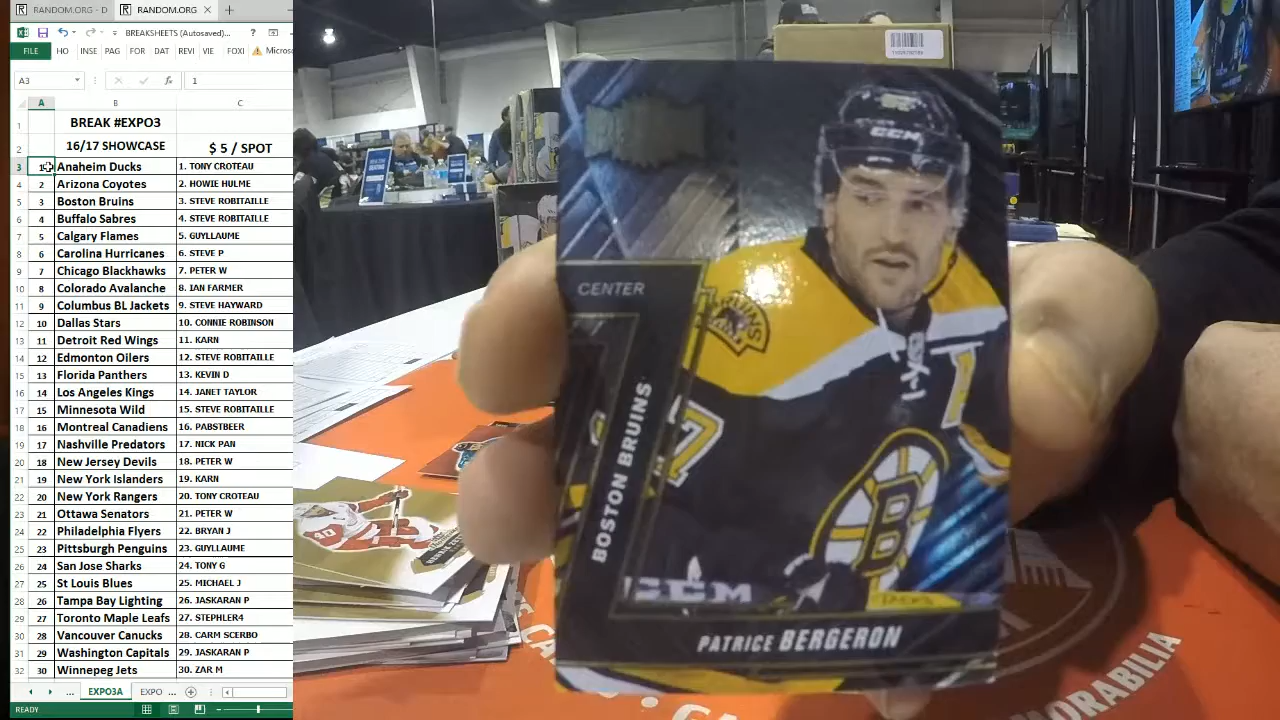 RANDOM.ORG - D
RANDOM.ORG
BREAKSHEETS (Autosaved)...
FILE HO INSE PAG FOR DAT REVI VIE FOXI Micros
A3 1
A B C
1 BREAK #EXPO3
2 16/17 SHOWCASE $ 5 / SPOT
3 1 Anaheim Ducks 1. TONY CROTEAU
4 2 Arizona Coyotes 2. HOWIE HULME
5 3 Boston Bruins 3. STEVE ROBITAILLE
6 4 Buffalo Sabres 4. STEVE ROBITAILLE
7 5 Calgary Flames 5. GUYLLAUME
8 6 Carolina Hurricanes 6. STEVE P
9 7 Chicago Blackhawks 7. PETER W
10 8 Colorado Avalanche 8. IAN FARMER
11 9 Columbus BL Jackets 9. STEVE HAYWARD
12 10 Dallas Stars 10. CONNIE ROBINSON
13 11 Detroit Red Wings 11. KARN
14 12 Edmonton Oilers 12. STEVE ROBITAILLE
15 13 Florida Panthers 13. KEVIN D
16 14 Los Angeles Kings 14. JANET TAYLOR
17 15 Minnesota Wild 15. STEVE ROBITAILLE
18 16 Montreal Canadiens 16. PABSTBEER
19 17 Nashville Predators 17. NICK PAN
20 18 New Jersey Devils 18. PETER W
21 19 New York Islanders 19. KARN
22 20 New York Rangers 20. TONY CROTEAU
23 21 Ottawa Senators 21. PETER W
24 22 Philadelphia Flyers 22. BRYAN J
25 23 Pittsburgh Penguins 23. GUYLLAUME
26 24 San Jose Sharks 24. TONY G
27 25 St Louis Blues 25. MICHAEL J
28 26 Tampa Bay Lighting 26. JASKARAN P
29 27 Toronto Maple Leafs 27. STEPHLER4
30 28 Vancouver Canucks 28. CARM SCERBO
31 29 Washington Capitals 29. JASKARAN P
32 30 Winnepeg Jets 30. ZAR M
... EXPO3A EXPO ...
READY
CCM
CENTER
BRUINS
BOSTON BRUINS
7
B
CCM
PATRICE BERGERON
40
MORABILIA